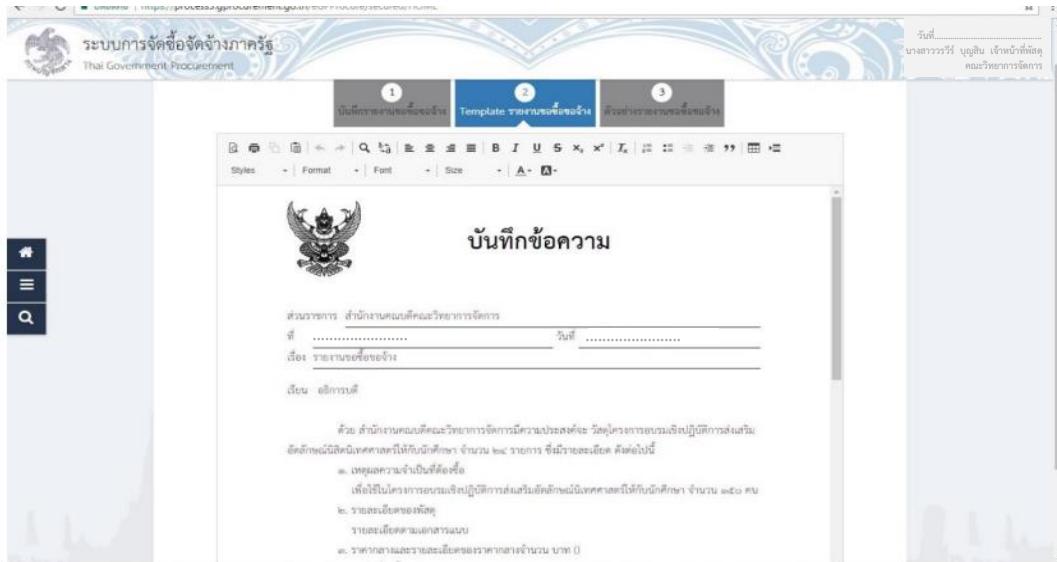 ระบบการจัดซื้อจัดจ้างภาครัฐ
Thai Government Procurement
วันที่
นางสาววรวีร์ บุญสิน เจ้าหน้าที่พัสดุ
คณะวิทยาการจัดการ
1
บันทึกรายงานขอซื้อขอจ้าง
2
Template รายงานขอซื้อขอจ้าง
3
ตัวอย่างรายงานขอซื้อขอจ้าง
Styles Format Font Size
บันทึกข้อความ
ส่วนราชการ สำนักงานคณบดีคณะวิทยาการจัดการ
ที่ ...................... วันที่ ......................
เรื่อง รายงานขอซื้อขอจ้าง
เรียน อธิการบดี
ด้วย สำนักงานคณบดีคณะวิทยาการจัดการมีความประสงค์จะ วัสดุโครงการอบรมเชิงปฏิบัติการส่งเสริม
อัตลักษณ์นิสิตนิเทศศาสตร์ให้กับนักศึกษา จำนวน ๒๔ รายการ ซึ่งมีรายละเอียด ดังต่อไปนี้
๑. เหตุผลความจำเป็นที่ต้องซื้อ
เพื่อใช้ในโครงการอบรมเชิงปฏิบัติการส่งเสริมอัตลักษณ์นิเทศศาสตร์ให้กับนักศึกษา จำนวน ๑๕๐ คน
๒. รายละเอียดของพัสดุ
รายละเอียดตามเอกสารแนบ
๓. ราคากลางและรายละเอียดของราคากลางจำนวน บาท ()